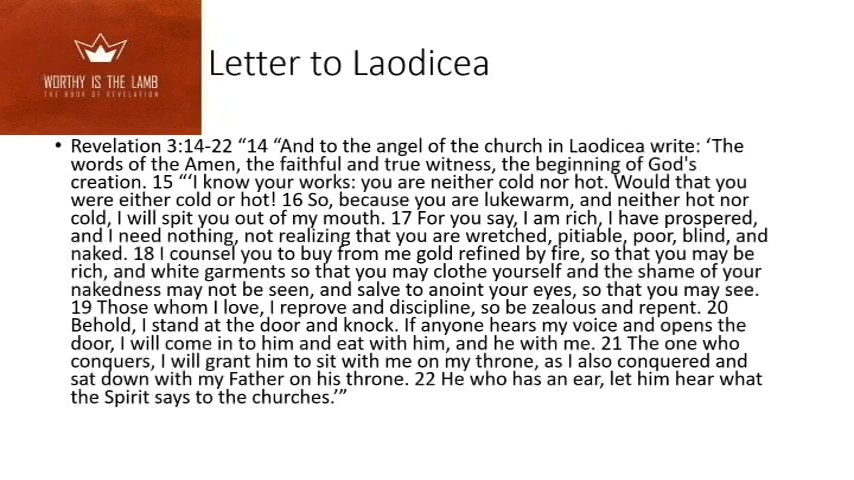 WORTHY IS THE LAMB
THE BOOK OF REVELATION
Letter to Laodicea
• Revelation 3:14-22 “14 “And to the angel of the church in Laodicea write: ‘The
words of the Amen, the faithful and true witness, the beginning of God's
creation. 15 “‘I know your works: you are neither cold nor hot. Would that you
were either cold or hot! 16 So, because you are lukewarm, and neither hot nor
cold, I will spit you out of my mouth. 17 For you say, I am rich, I have prospered,
and I need nothing, not realizing that you are wretched, pitiable, poor, blind, and
naked. 18 I counsel you to buy from me gold refined by fire, so that you may be
rich, and white garments so that you may clothe yourself and the shame of your
nakedness may not be seen, and salve to anoint your eyes, so that you may see.
19 Those whom I love, I reprove and discipline, so be zealous and repent. 20
Behold, I stand at the door and knock. If anyone hears my voice and opens the
door, I will come in to him and eat with him, and he with me. 21 The one who
conquers, I will grant him to sit with me on my throne, as I also conquered and
sat down with my Father on his throne. 22 He who has an ear, let him hear what
the Spirit says to the churches.’”